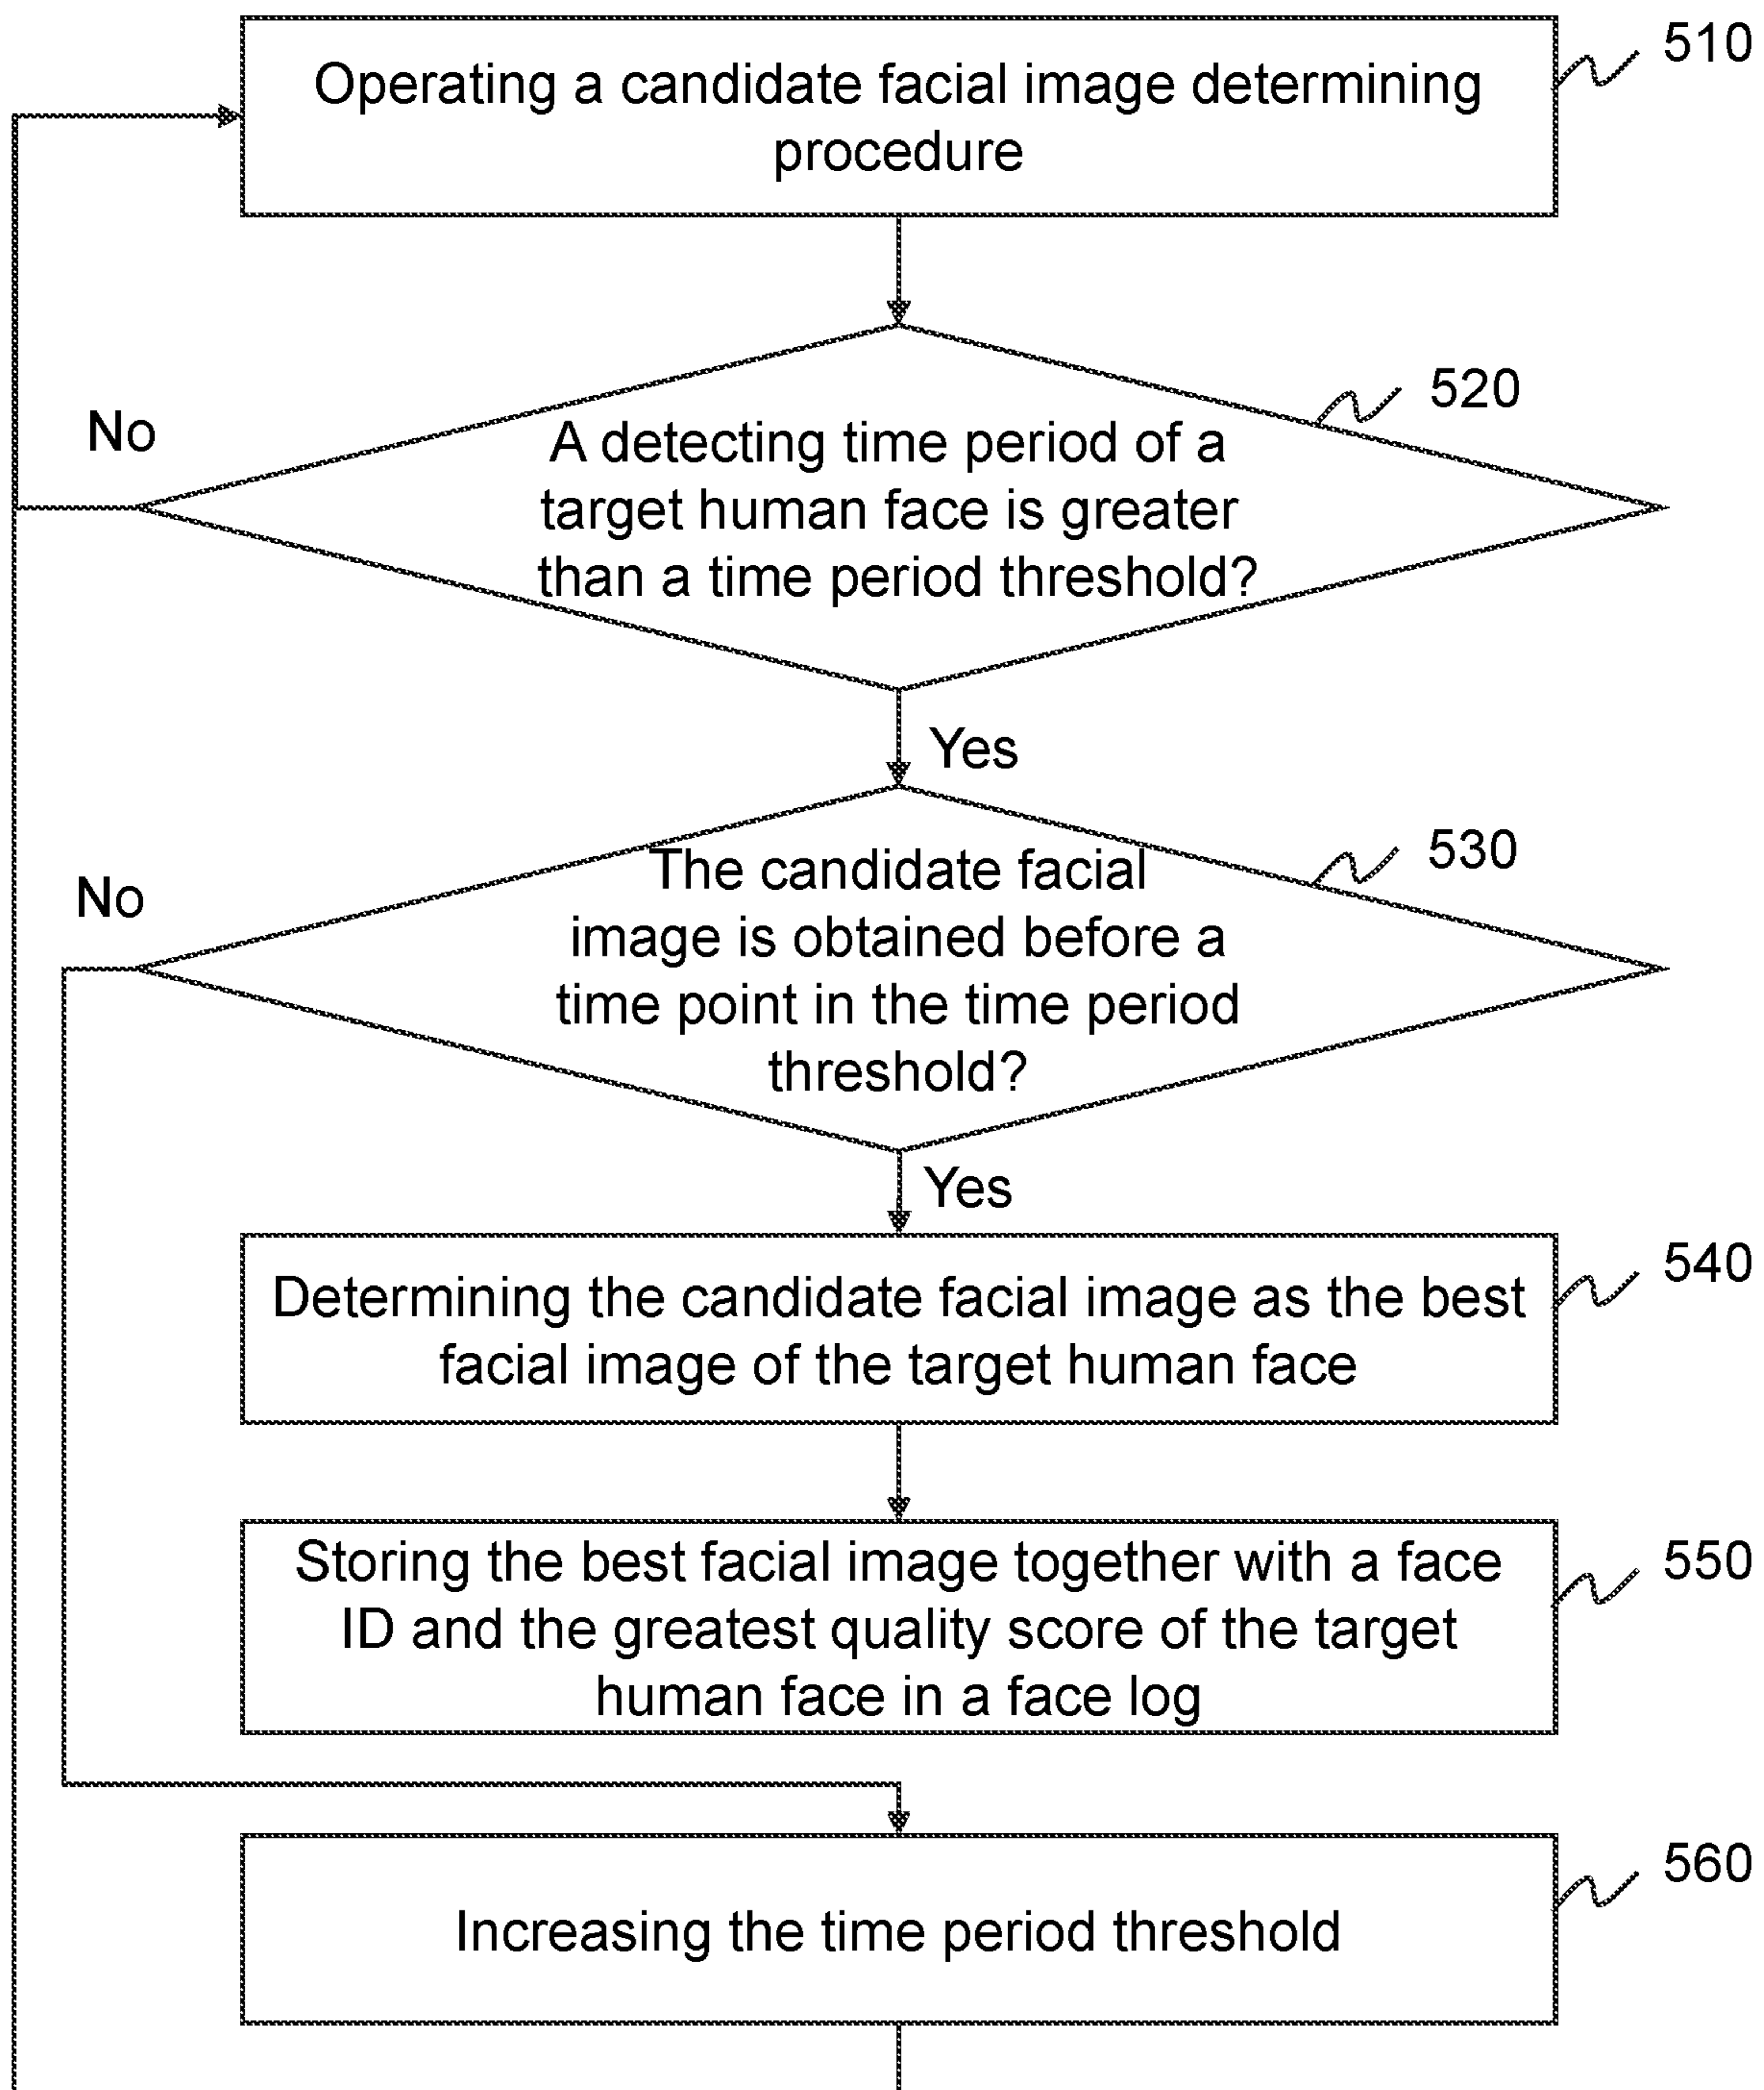 510
Operating a candidate facial image determining
procedure
520
No
A detecting time period of a
target human face is greater
than a time period threshold?
Yes
530
No
The candidate facial
image is obtained before a
time point in the time period
threshold?
Yes
540
Determining the candidate facial image as the best
facial image of the target human face
550
Storing the best facial image together with a face
ID and the greatest quality score of the target
human face in a face log
560
Increasing the time period threshold